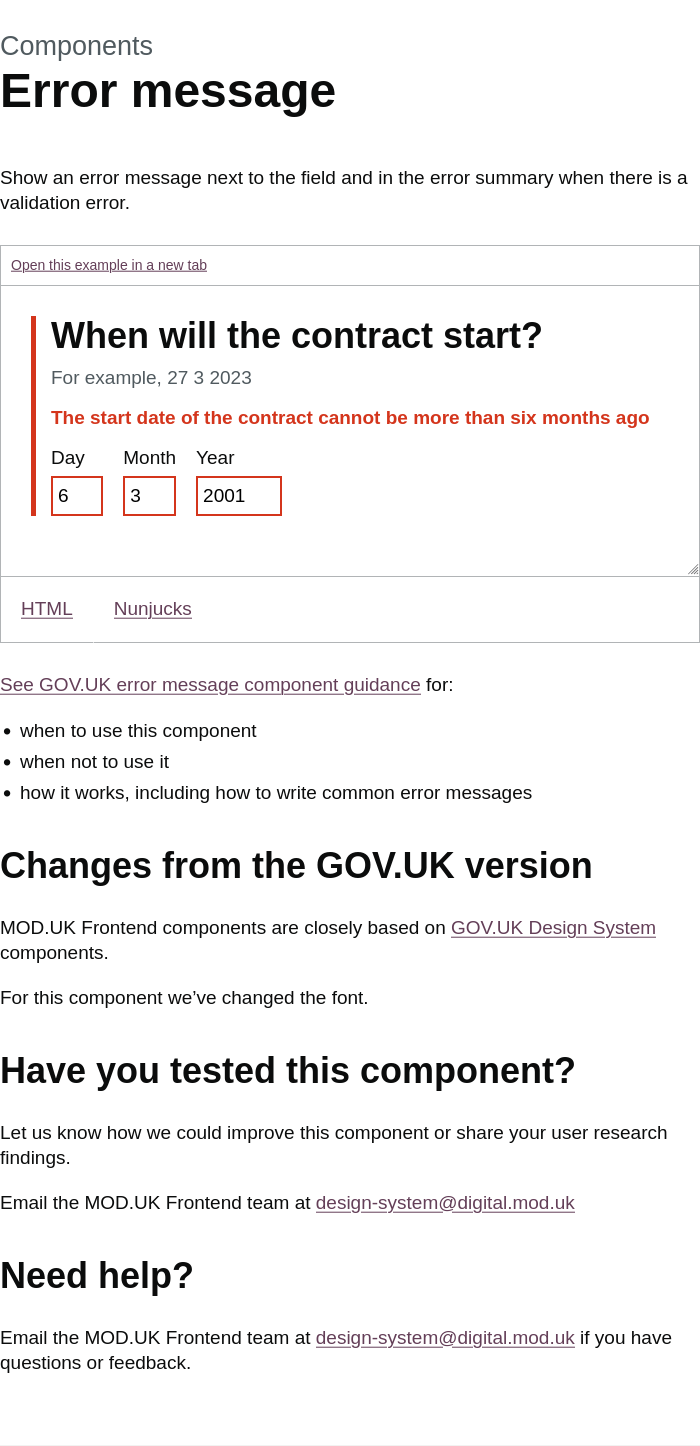 Components
Error message
Show an error message next to the field and in the error summary when there is a
validation error.
Open this example in a new tab
When will the contract start?
For example, 27 3 2023
The start date of the contract cannot be more than six months ago
Day Month Year
6 3 2001
HTML Nunjucks
See GOV.UK error message component guidance for:
• when to use this component
• when not to use it
• how it works, including how to write common error messages
Changes from the GOV.UK version
MOD.UK Frontend components are closely based on GOV.UK Design System
components.
For this component we’ve changed the font.
Have you tested this component?
Let us know how we could improve this component or share your user research
findings.
Email the MOD.UK Frontend team at design-system@digital.mod.uk
Need help?
Email the MOD.UK Frontend team at design-system@digital.mod.uk if you have
questions or feedback.